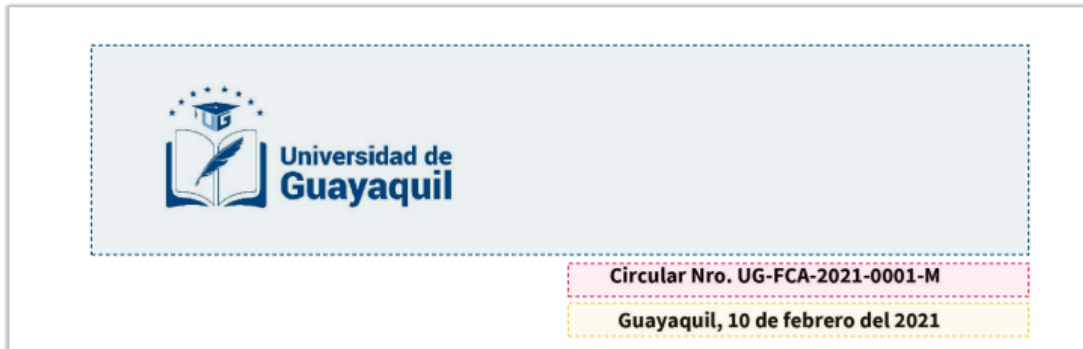 UG
Universidad de
Guayaquil
Circular Nro. UG-FCA-2021-0001-M
Guayaquil, 10 de febrero del 2021